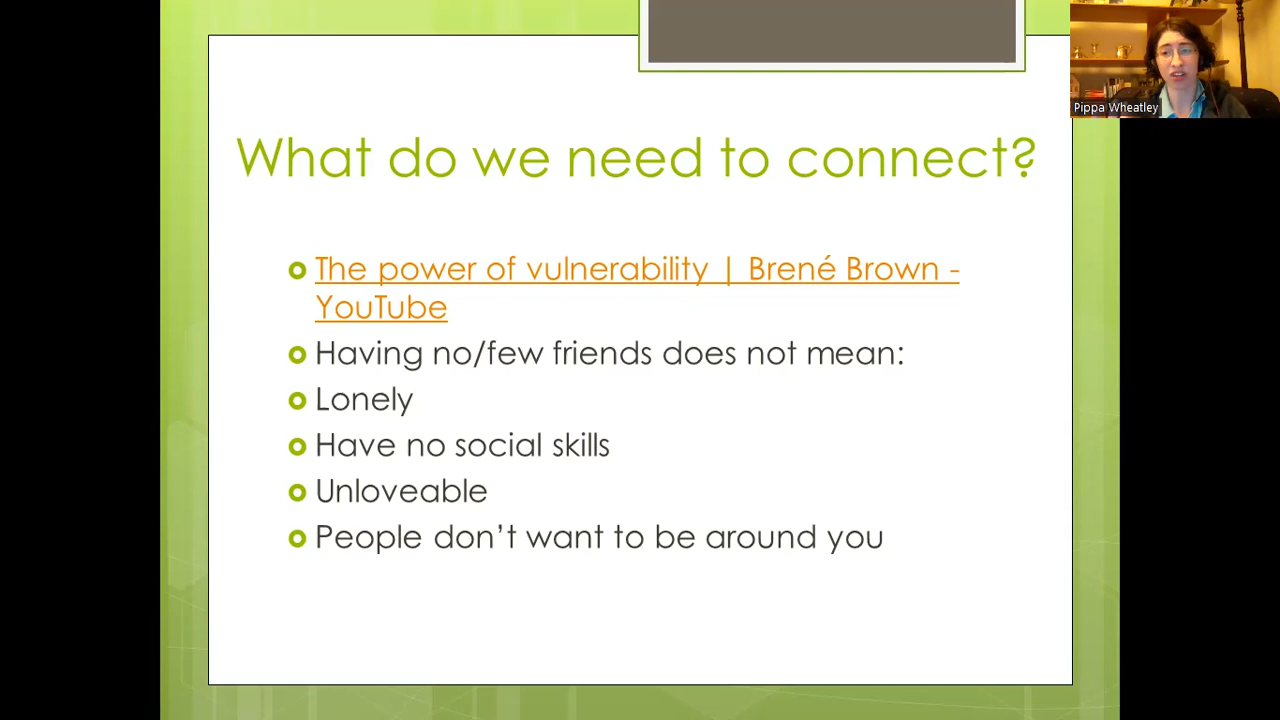 Pippa Wheatley
What do we need to connect?
The power of vulnerability | Brené Brown -
YouTube
Having no/few friends does not mean:
Lonely
Have no social skills
Unloveable
People don’t want to be around you